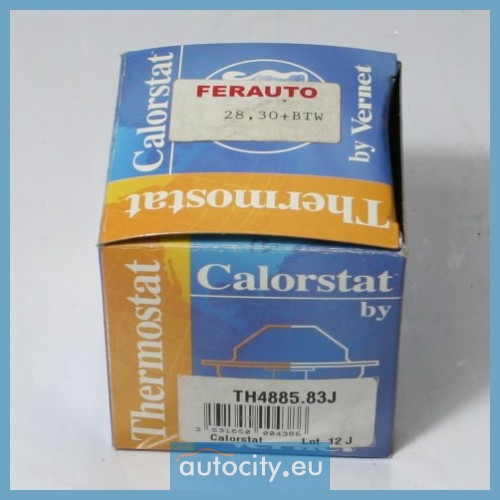 Calorstat
by Vernet
FERAUTO
28,30+BTW
Thermostat
Thermostat
Calorstat
by
TH4885.83J
3 531650 004386
Calorstat Lot 12 J
autocity.eu